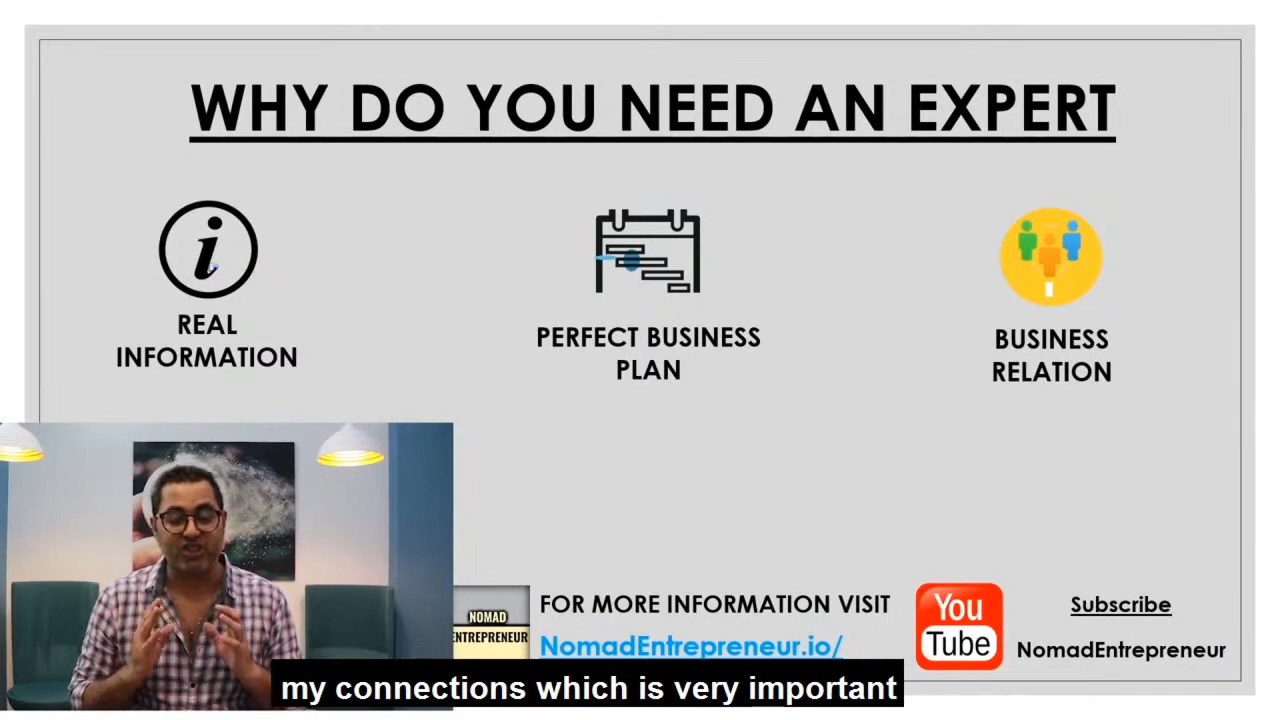 WHY DO YOU NEED AN EXPERT
REAL
INFORMATION
PERFECT BUSINESS
PLAN
BUSINESS
RELATION
NOMAD
ENTREPRENEUR
FOR MORE INFORMATION VISIT
NomadEntrepreneur.io/
You
Tube
Subscribe
NomadEntrepreneur
my connections which is very important